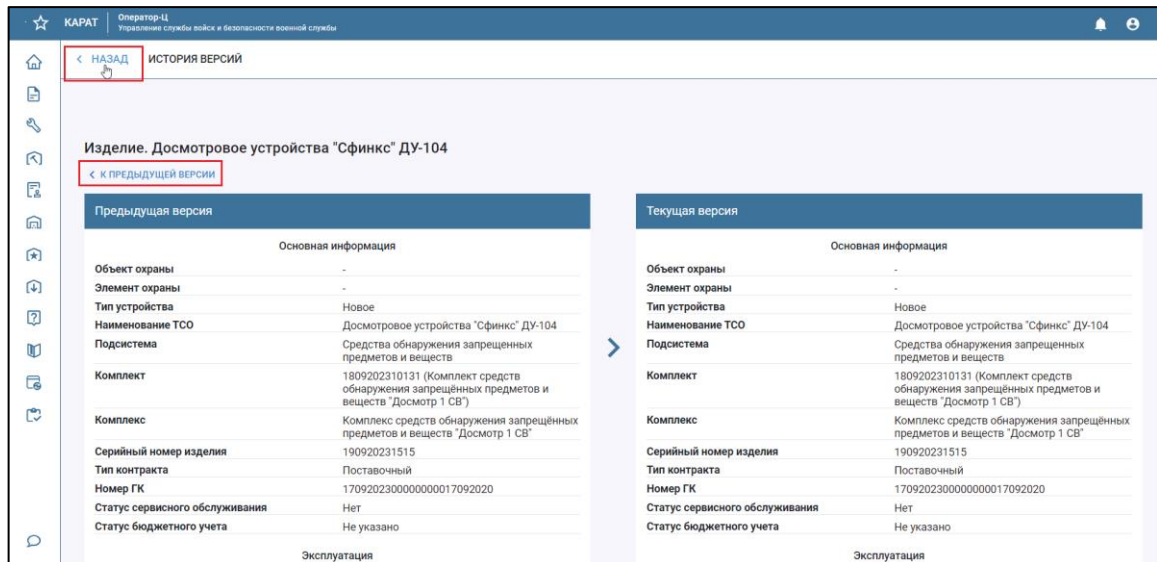 КАРАТ
Оператор-Ц
Управление службы войск и безопасности военной службы
НАЗАД ИСТОРИЯ ВЕРСИЙ
Изделие. Досмотровое устройства "Сфинкс" ДУ-104
К ПРЕДЫДУЩЕЙ ВЕРСИИ
Предыдущая версия
Основная информация
Объект охраны -
Элемент охраны -
Тип устройства Новое
Наименование ТСО Досмотровое устройства "Сфинкс" ДУ-104
Подсистема Средства обнаружения запрещенных
предметов и веществ
Комплект 1809202310131 (Комплект средств
обнаружения запрещённых предметов и
веществ "Досмотр 1 СВ")
Комплекс Комплекс средств обнаружения запрещённых
предметов и веществ "Досмотр 1 СВ"
Серийный номер изделия 190920231515
Тип контракта Поставочный
Номер ГК 1709202300000000017092020
Статус сервисного обслуживания Нет
Статус бюджетного учета Не указано
Эксплуатация
Текущая версия
Основная информация
Объект охраны -
Элемент охраны -
Тип устройства Новое
Наименование ТСО Досмотровое устройства "Сфинкс" ДУ-104
Подсистема Средства обнаружения запрещенных
предметов и веществ
Комплект 1809202310131 (Комплект средств
обнаружения запрещённых предметов и
веществ "Досмотр 1 СВ")
Комплекс Комплекс средств обнаружения запрещённых
предметов и веществ "Досмотр 1 СВ"
Серийный номер изделия 190920231515
Тип контракта Поставочный
Номер ГК 1709202300000000017092020
Статус сервисного обслуживания Нет
Статус бюджетного учета Не указано
Эксплуатация